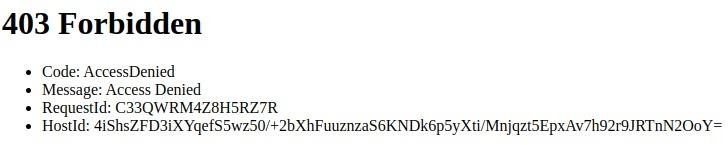 403 Forbidden
Code: AccessDenied
Message: Access Denied
RequestId: C33QWRM4Z8H5RZ7R
HostId: 4iShsZFD3iXYqefS5wz50/+2bXhFuuznzaS6KNDk6p5yXti/Mnjqzt5EpxAv7h92r9JRTnN2OoY=